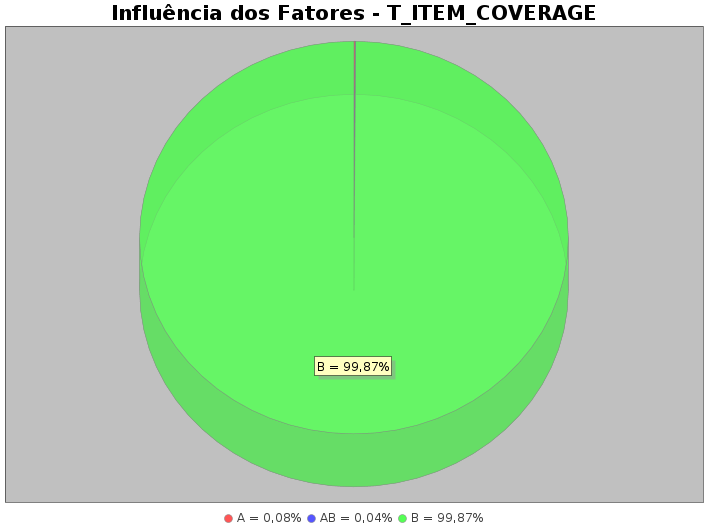 Influência dos Fatores - T_ITEM_COVERAGE
B = 99,87%
A = 0,08% AB = 0,04% B = 99,87%